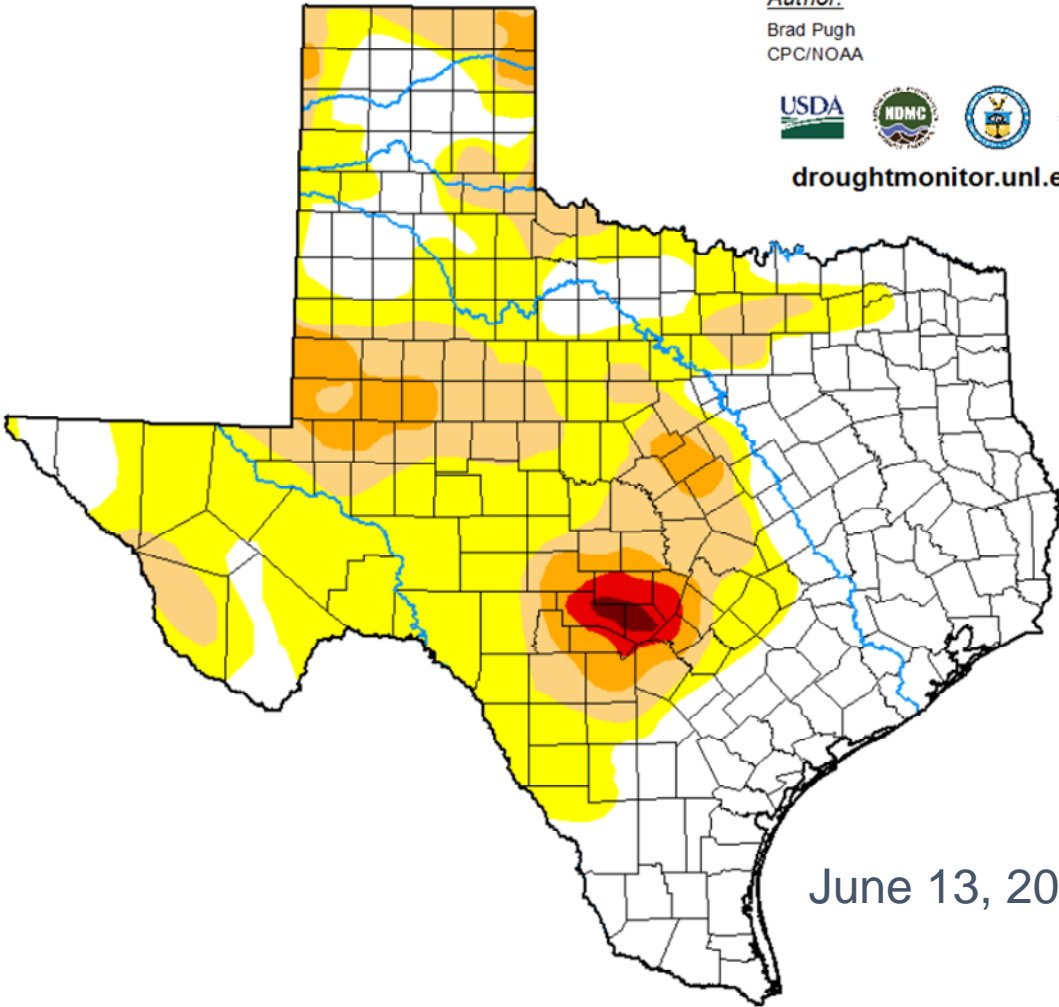 Author:
Brad Pugh
CPC/NOAA
USDA
NDMC
droughtmonitor.unl.e
June 13, 20